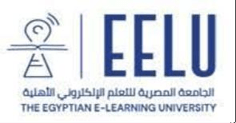 EELU
الجامعة المصرية للتعلم الإلكتروني الأهلية
THE EGYPTIAN E-LEARNING UNIVERSITY